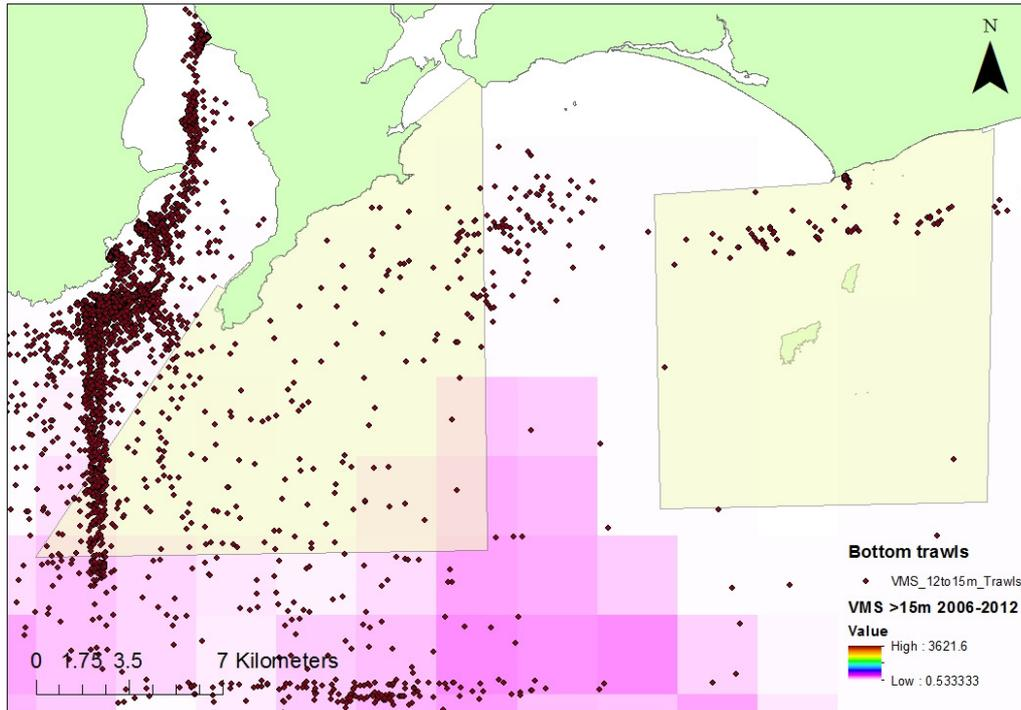 N
Bottom trawls
VMS_12to15m_Trawls
VMS >15m 2006-2012
Value
High : 3621.6
Low : 0.533333
0 1.75 3.5 7 Kilometers